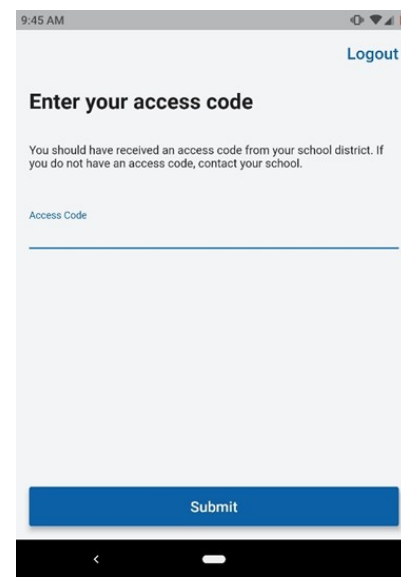 9:45 AM
Logout
Enter your access code
You should have received an access code from your school district. If
you do not have an access code, contact your school.
Access Code
Submit